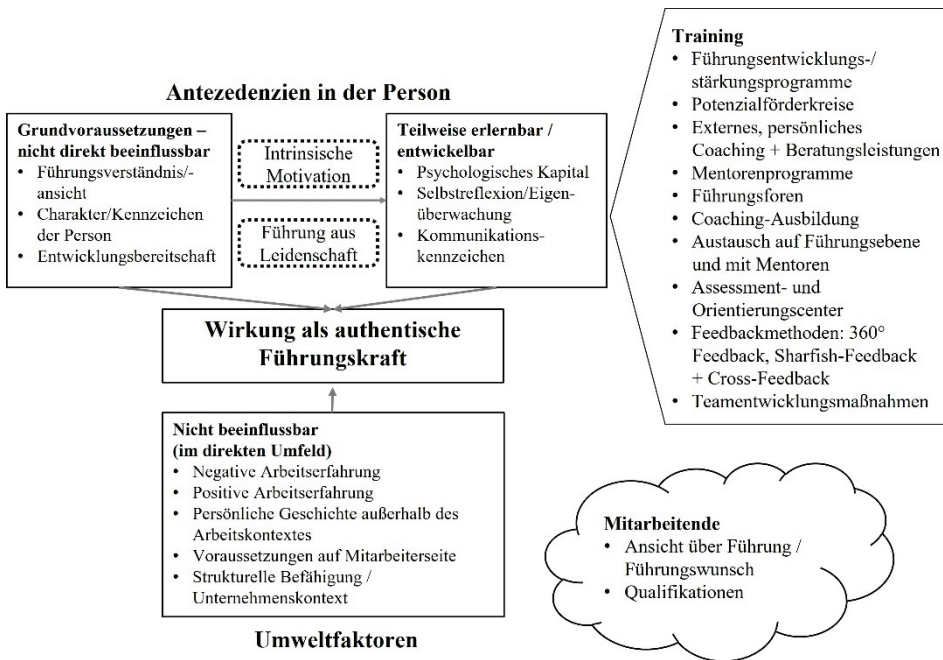 Antezedenzien in der Person
Grundvoraussetzungen –
nicht direkt beeinflussbar
• Führungsverständnis/-
ansicht
• Charakter/Kennzeichen
der Person
• Entwicklungsbereitschaft
Intrinsische
Motivation
Führung aus
Leidenschaft
Teilweise erlernbar /
entwickelbar
• Psychologisches Kapital
• Selbstreflexion/Eigen-
überwachung
• Kommunikations-
kennzeichen
Training
• Führungsentwicklungs-/
stärkungsprogramme
• Potenzialförderkreise
• Externes, persönliches
Coaching + Beratungsleistungen
• Mentorenprogramme
• Führungsforen
• Coaching-Ausbildung
• Austausch auf Führungsebene
und mit Mentoren
• Assessment- und
Orientierungscenter
• Feedbackmethoden: 360°
Feedback, Sharfish-Feedback
+ Cross-Feedback
• Teamentwicklungsmaßnahmen
Wirkung als authentische
Führungskraft
Nicht beeinflussbar
(im direkten Umfeld)
• Negative Arbeitserfahrung
• Positive Arbeitserfahrung
• Persönliche Geschichte außerhalb des
Arbeitskontextes
• Voraussetzungen auf Mitarbeiterseite
• Strukturelle Befähigung /
Unternehmenskontext
Umweltfaktoren
Mitarbeitende
• Ansicht über Führung /
Führungswunsch
• Qualifikationen